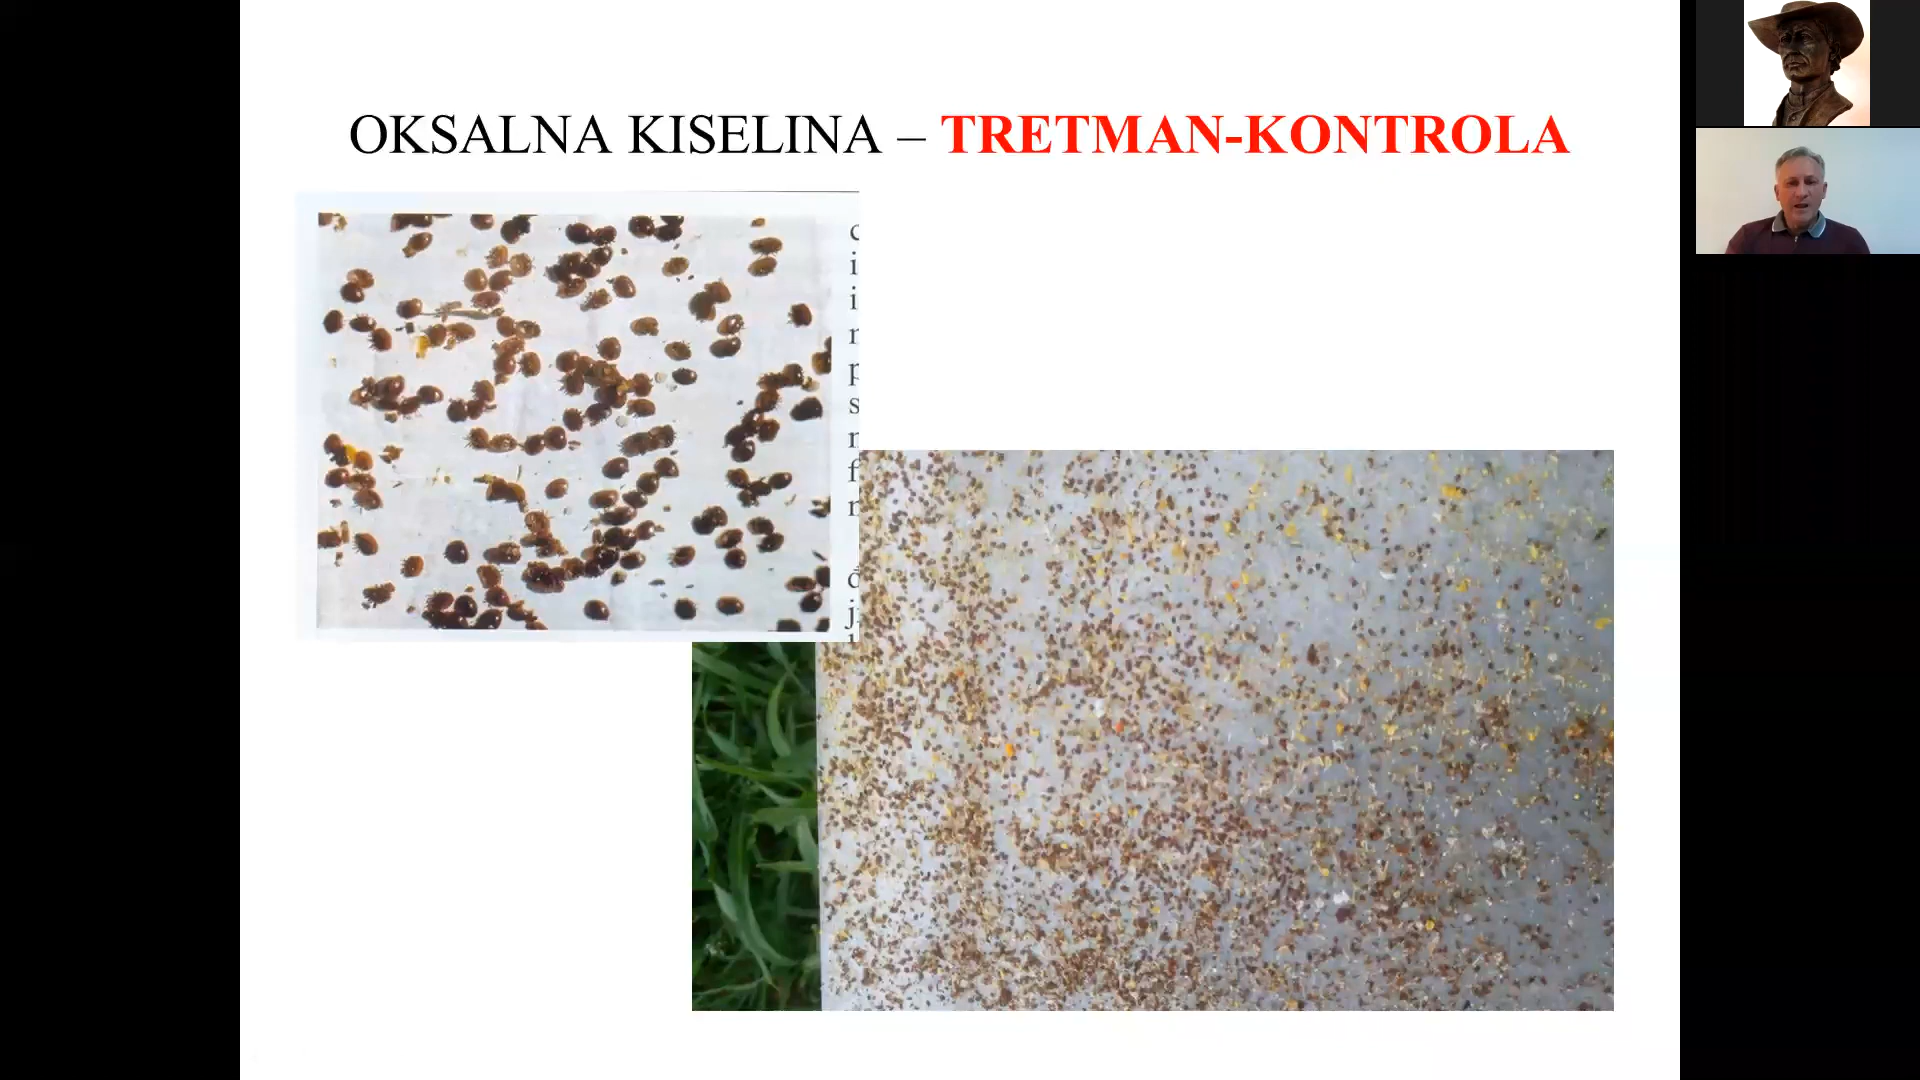 OKSALNA KISELINA – TRETMAN-KONTROLA
c
i
i
p
s
f